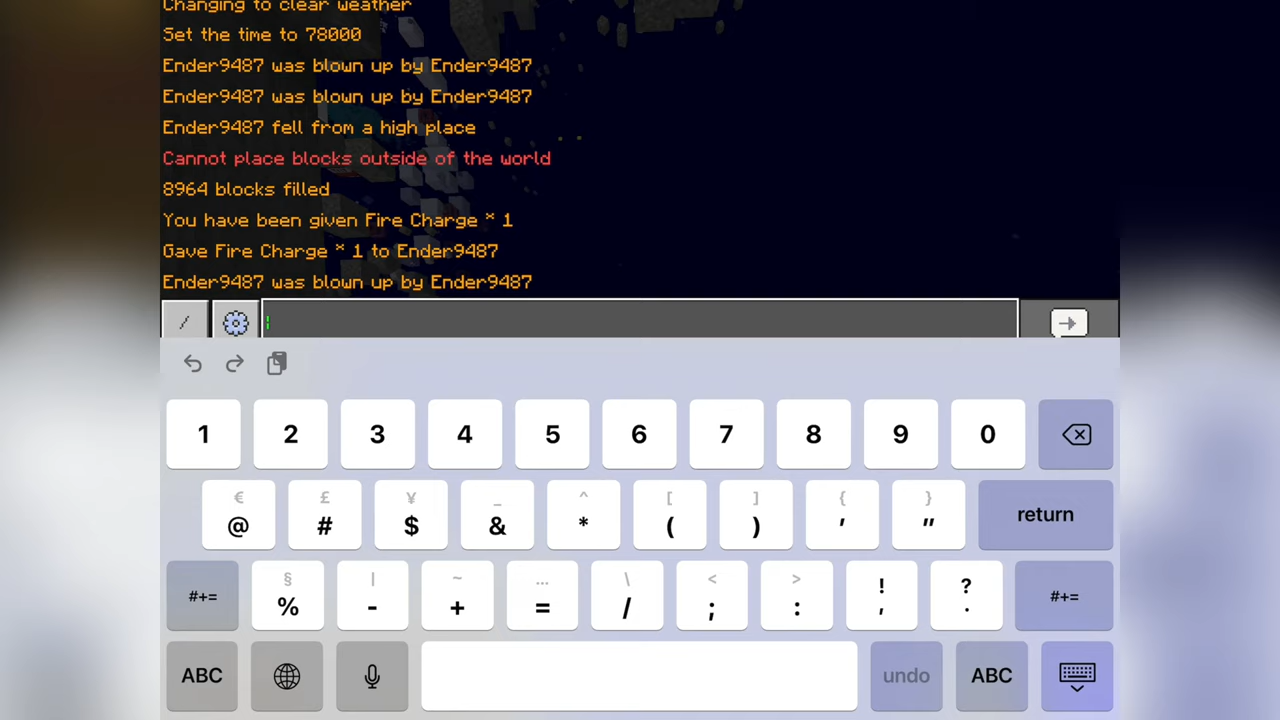 Changing to clear weather
Set the time to 78000
Ender9487 was blown up by Ender9487
Ender9487 was blown up by Ender9487
Ender9487 fell from a high place
Cannot place blocks outside of the world
8964 blocks filled
You have been given Fire Charge * 1
Gave Fire Charge * 1 to Ender9487
Ender9487 was blown up by Ender9487
/
1 2 3 4 5 6 7 8 9 0
€ £ ¥ _ ^ [ ] { }
@ # $ & * ( ) ' " return
§ | ~ … \ < > ! ?
#+= % - + = / ; : , . #+=
ABC undo ABC